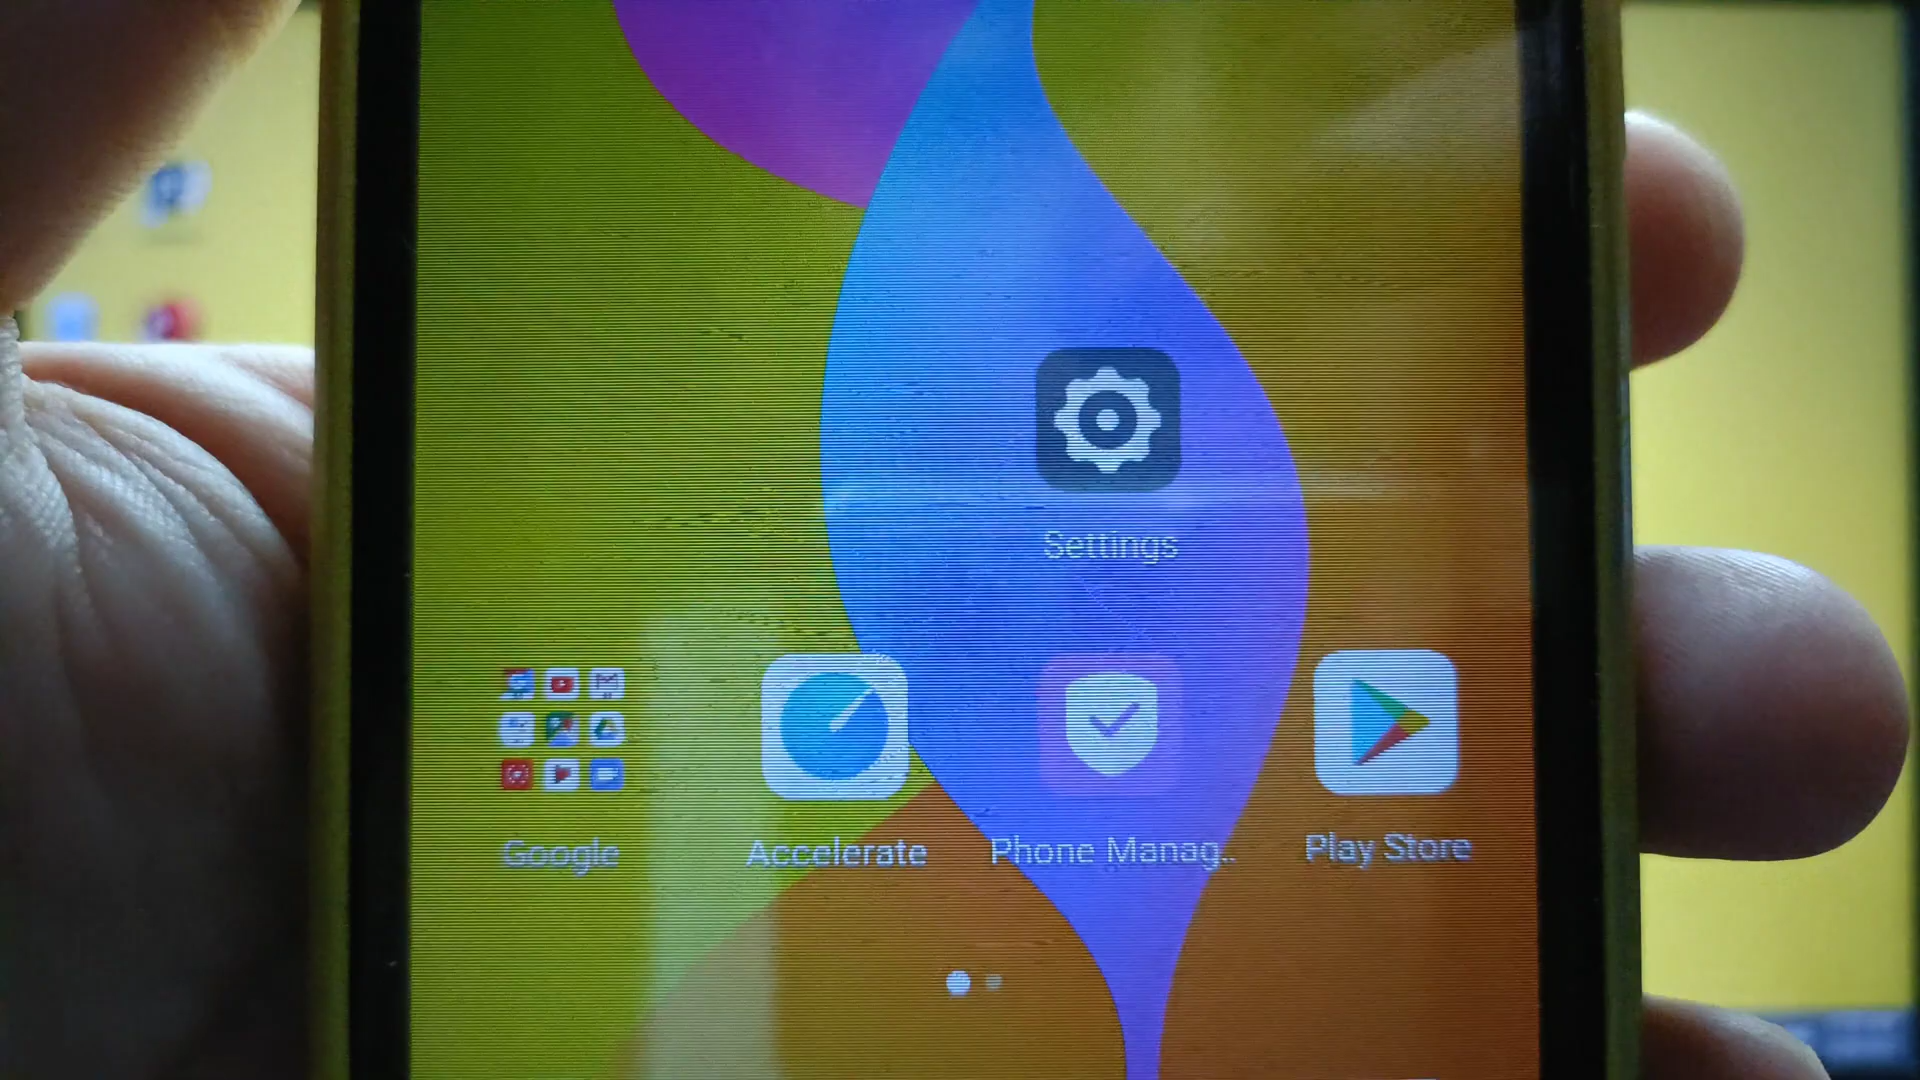 Settings
Google
Accelerate
Phone Manag..
Play Store